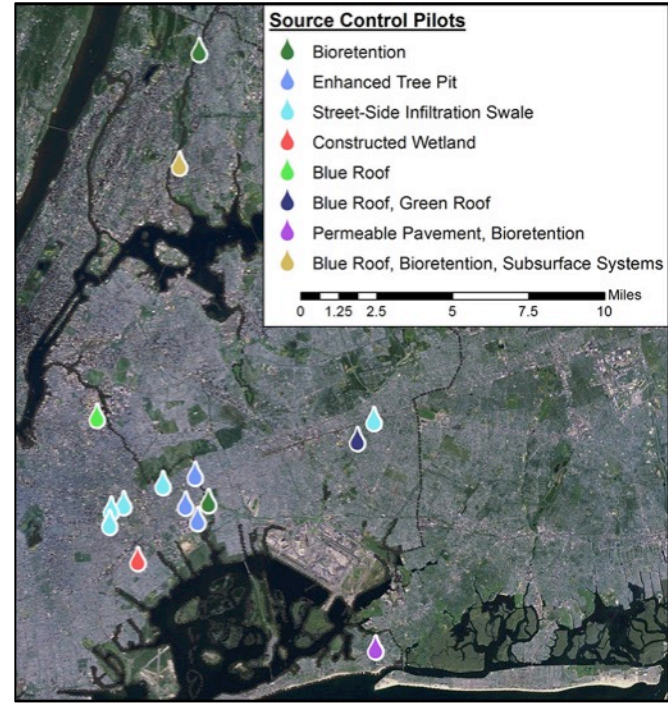 Source Control Pilots
Bioretention
Enhanced Tree Pit
Street-Side Infiltration Swale
Constructed Wetland
Blue Roof
Blue Roof, Green Roof
Permeable Pavement, Bioretention
Blue Roof, Bioretention, Subsurface Systems
Miles
0 1.25 2.5 5 7.5 10